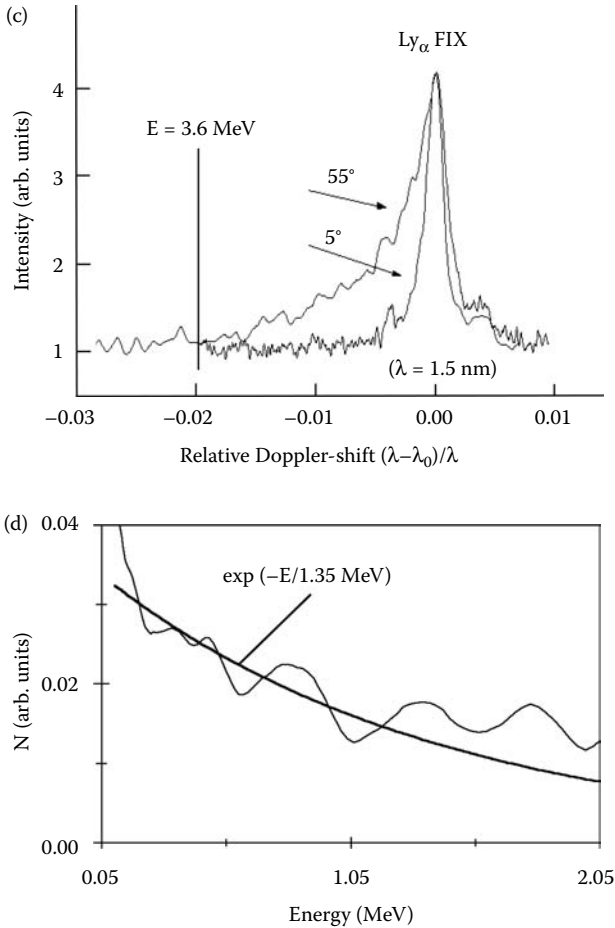 (c)
Ly_α FIX
E = 3.6 MeV
55°
5°
(λ = 1.5 nm)
Intensity (arb. units)
4
3
2
1
−0.03
−0.02
−0.01
0.00
0.01
Relative Doppler-shift (λ−λ₀)/λ
(d)
exp (−E/1.35 MeV)
N (arb. units)
0.04
0.02
0.00
0.05
1.05
2.05
Energy (MeV)